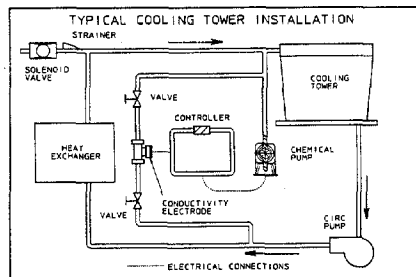 TYPICAL COOLING TOWER INSTALLATION
STRAINER
SOLENOID
VALVE
COOLING
TOWER
VALVE
CONTROLLER
HEAT
EXCHANGER
CHEMICAL
PUMP
CONDUCTIVITY
ELECTRODE
VALVE
CIRC
PUMP
ELECTRICAL CONNECTIONS